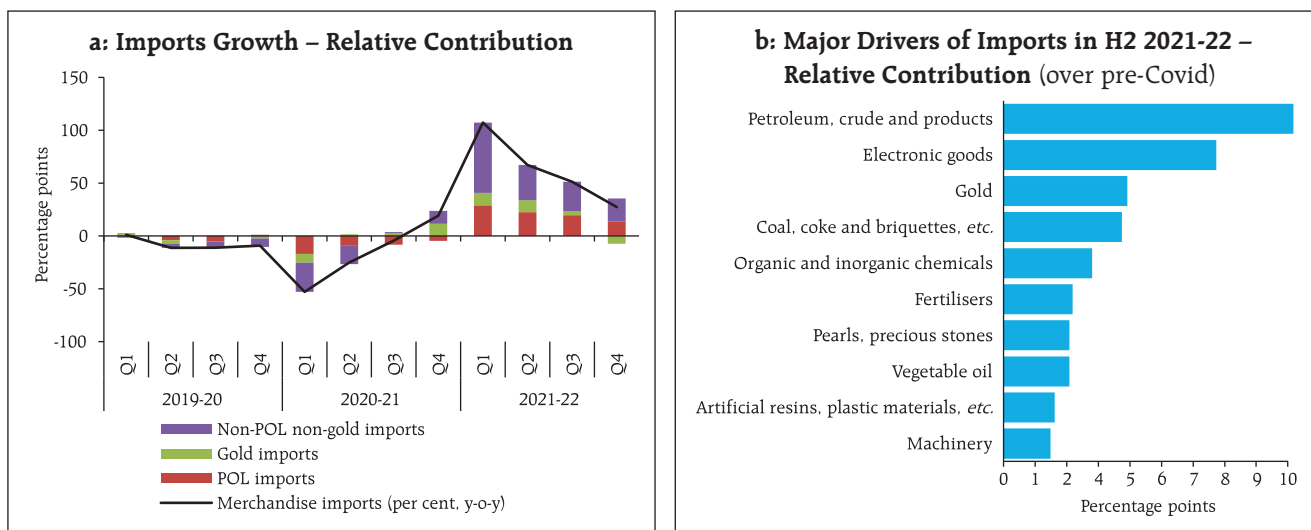 a: Imports Growth – Relative Contribution
150
100
50
0
-50
-100
Percentage points
Q1
Q2
Q3
Q4
Q1
Q2
Q3
Q4
Q1
Q2
Q3
Q4
2019-20
2020-21
2021-22
Non-POL non-gold imports
Gold imports
POL imports
Merchandise imports (per cent, y-o-y)
b: Major Drivers of Imports in H2 2021-22 –
Relative Contribution (over pre-Covid)
Petroleum, crude and products
Electronic goods
Gold
Coal, coke and briquettes, etc.
Organic and inorganic chemicals
Fertilisers
Pearls, precious stones
Vegetable oil
Artificial resins, plastic materials, etc.
Machinery
0 1 2 3 4 5 6 7 8 9 10
Percentage points